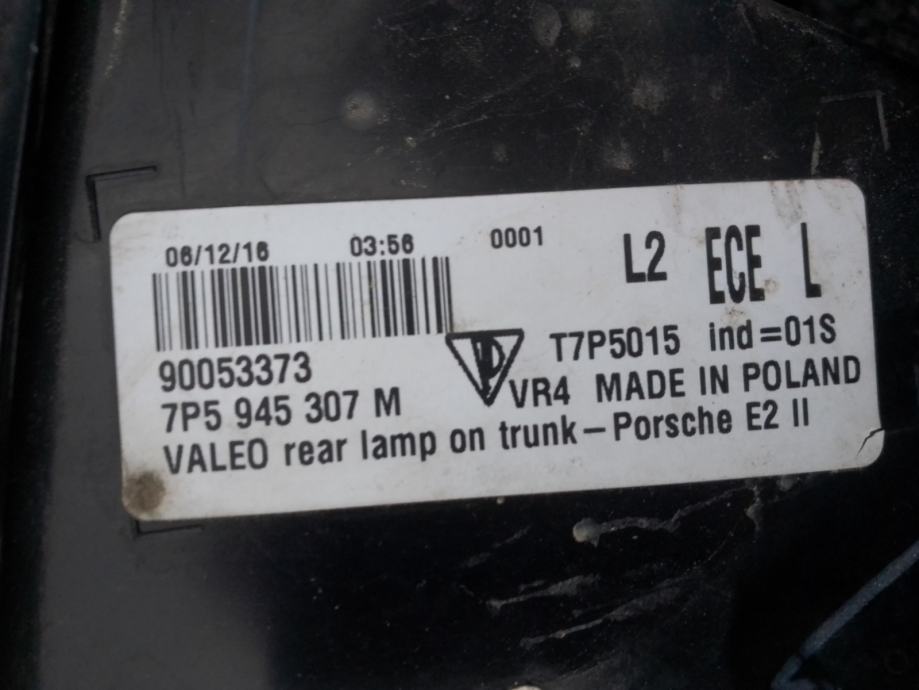 06/12/16 03:56 0001 L2 ECE L
90053373 T7P5015 ind=01S
7P5 945 307 M VR4 MADE IN POLAND
VALEO rear lamp on trunk-Porsche E2 II